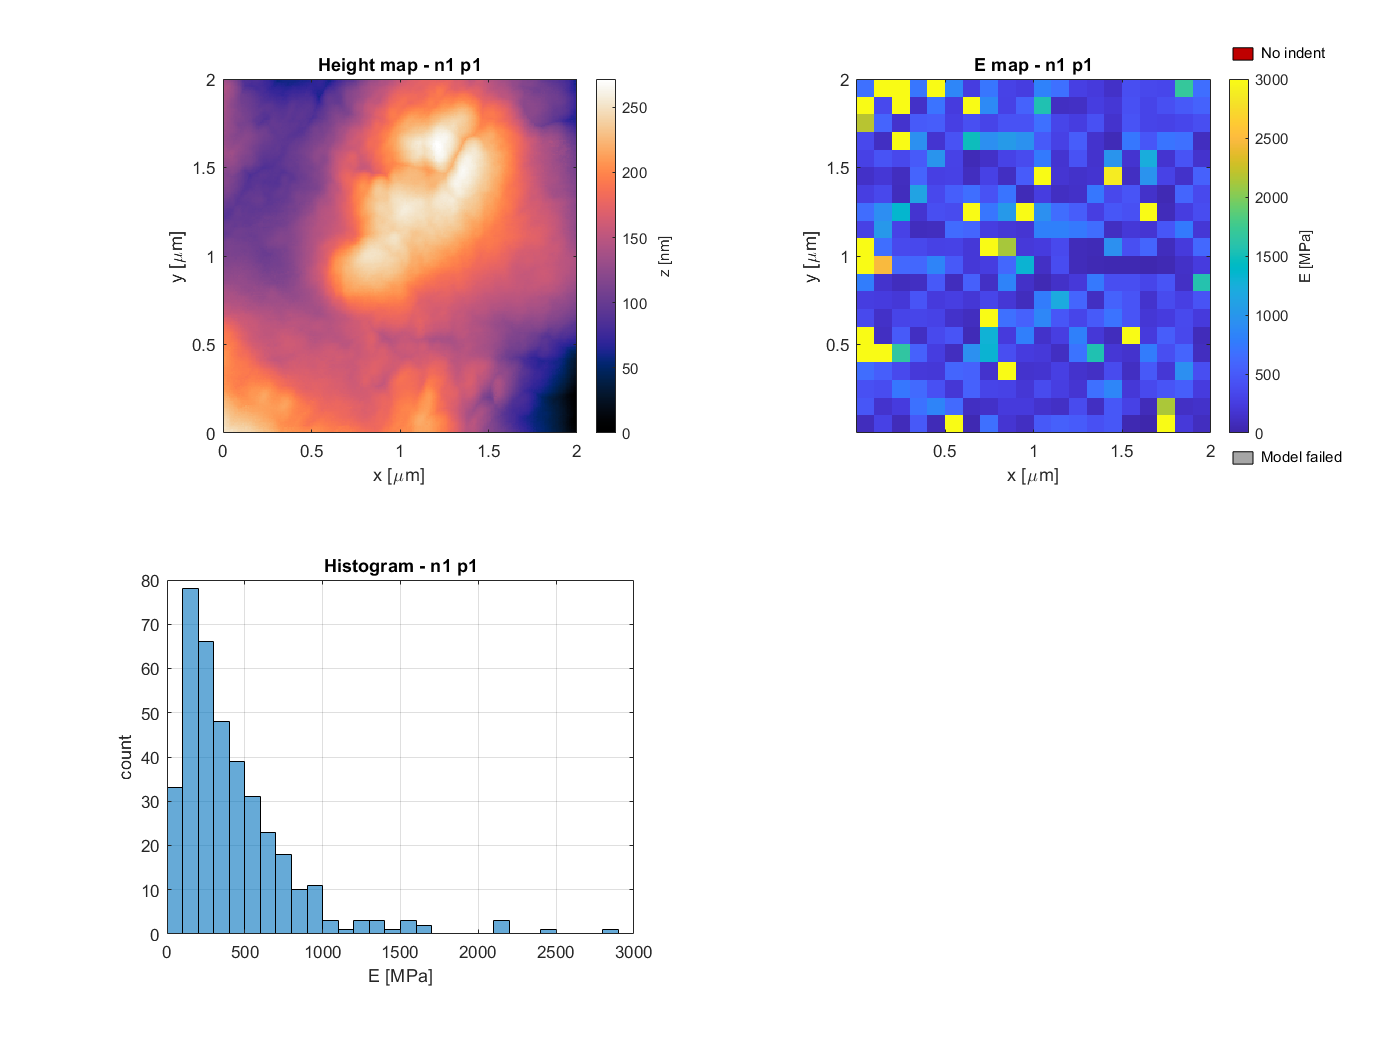 Height map - n1 p1
2
1.5
1
0.5
0
y [μm]
0 0.5 1 1.5 2
x [μm]
250
200
150
100
50
0
z [nm]
E map - n1 p1
2
1.5
1
0.5
y [μm]
0.5 1 1.5 2
x [μm]
No indent
3000
2500
2000
1500
1000
500
0
E [MPa]
Model failed
Histogram - n1 p1
80
70
60
50
40
30
20
10
0
count
0 500 1000 1500 2000 2500 3000
E [MPa]